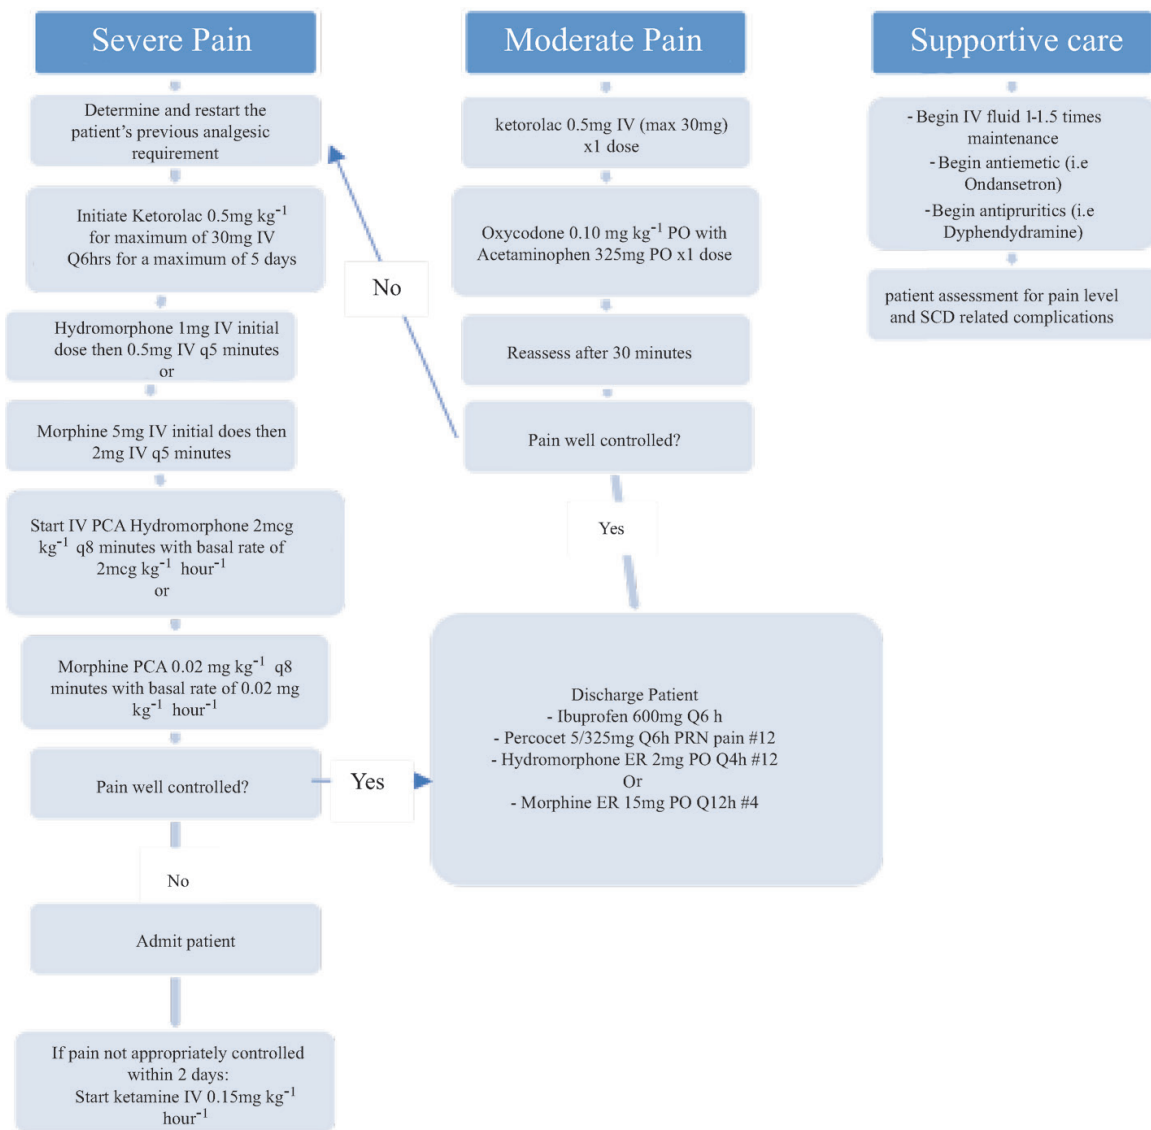 Severe Pain
Determine and restart the
patient's previous analgesic
requirement
Initiate Ketorolac 0.5mg kg⁻¹
for maximum of 30mg IV
Q6hrs for a maximum of 5 days
Hydromorphone 1mg IV initial
dose then 0.5mg IV q5 minutes
or
Morphine 5mg IV initial does then
2mg IV q5 minutes
Start IV PCA Hydromorphone 2mcg
kg⁻¹ q8 minutes with basal rate of
2mcg kg⁻¹ hour⁻¹
or
Morphine PCA 0.02 mg kg⁻¹ q8
minutes with basal rate of 0.02 mg
kg⁻¹ hour⁻¹
Pain well controlled?
Yes
No
Admit patient
If pain not appropriately controlled
within 2 days:
Start ketamine IV 0.15mg kg⁻¹
hour⁻¹
Moderate Pain
ketorolac 0.5mg IV (max 30mg)
x1 dose
Oxycodone 0.10 mg kg⁻¹ PO with
Acetaminophen 325mg PO x1 dose
Reassess after 30 minutes
Pain well controlled?
No
Yes
Discharge Patient
- Ibuprofen 600mg Q6 h
- Percocet 5/325mg Q6h PRN pain #12
- Hydromorphone ER 2mg PO Q4h #12
Or
- Morphine ER 15mg PO Q12h #4
Supportive care
- Begin IV fluid 1-1.5 times
maintenance
- Begin antiemetic (i.e
Ondansetron)
- Begin antipruritics (i.e
Dyphendydramine)
patient assessment for pain level
and SCD related complications